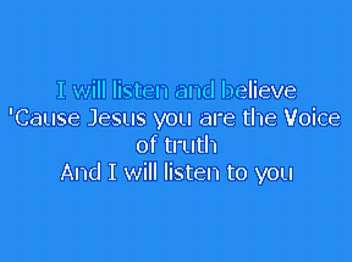 I will listen and believe
'Cause Jesus you are the Voice
of truth
And I will listen to you